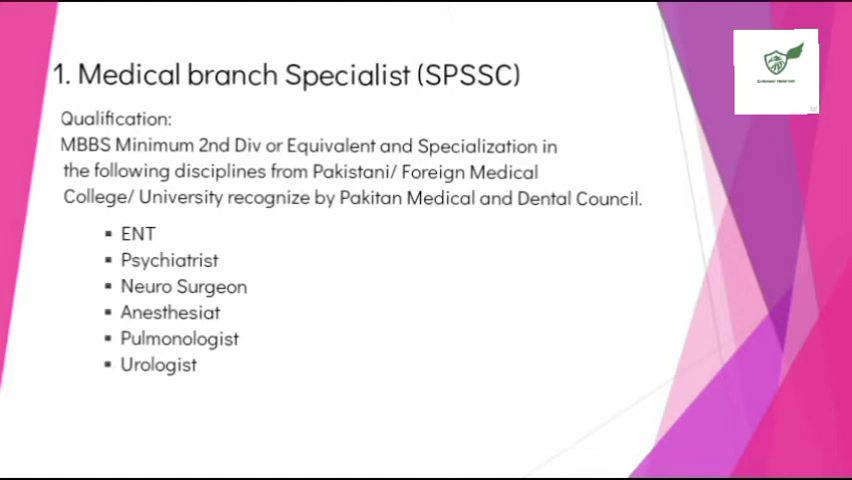 1. Medical branch Specialist (SPSSC)
Qualification:
MBBS Minimum 2nd Div or Equivalent and Specialization in
the following disciplines from Pakistani/ Foreign Medical
College/ University recognize by Pakitan Medical and Dental Council.
▪ ENT
▪ Psychiatrist
▪ Neuro Surgeon
▪ Anesthesiat
▪ Pulmonologist
▪ Urologist